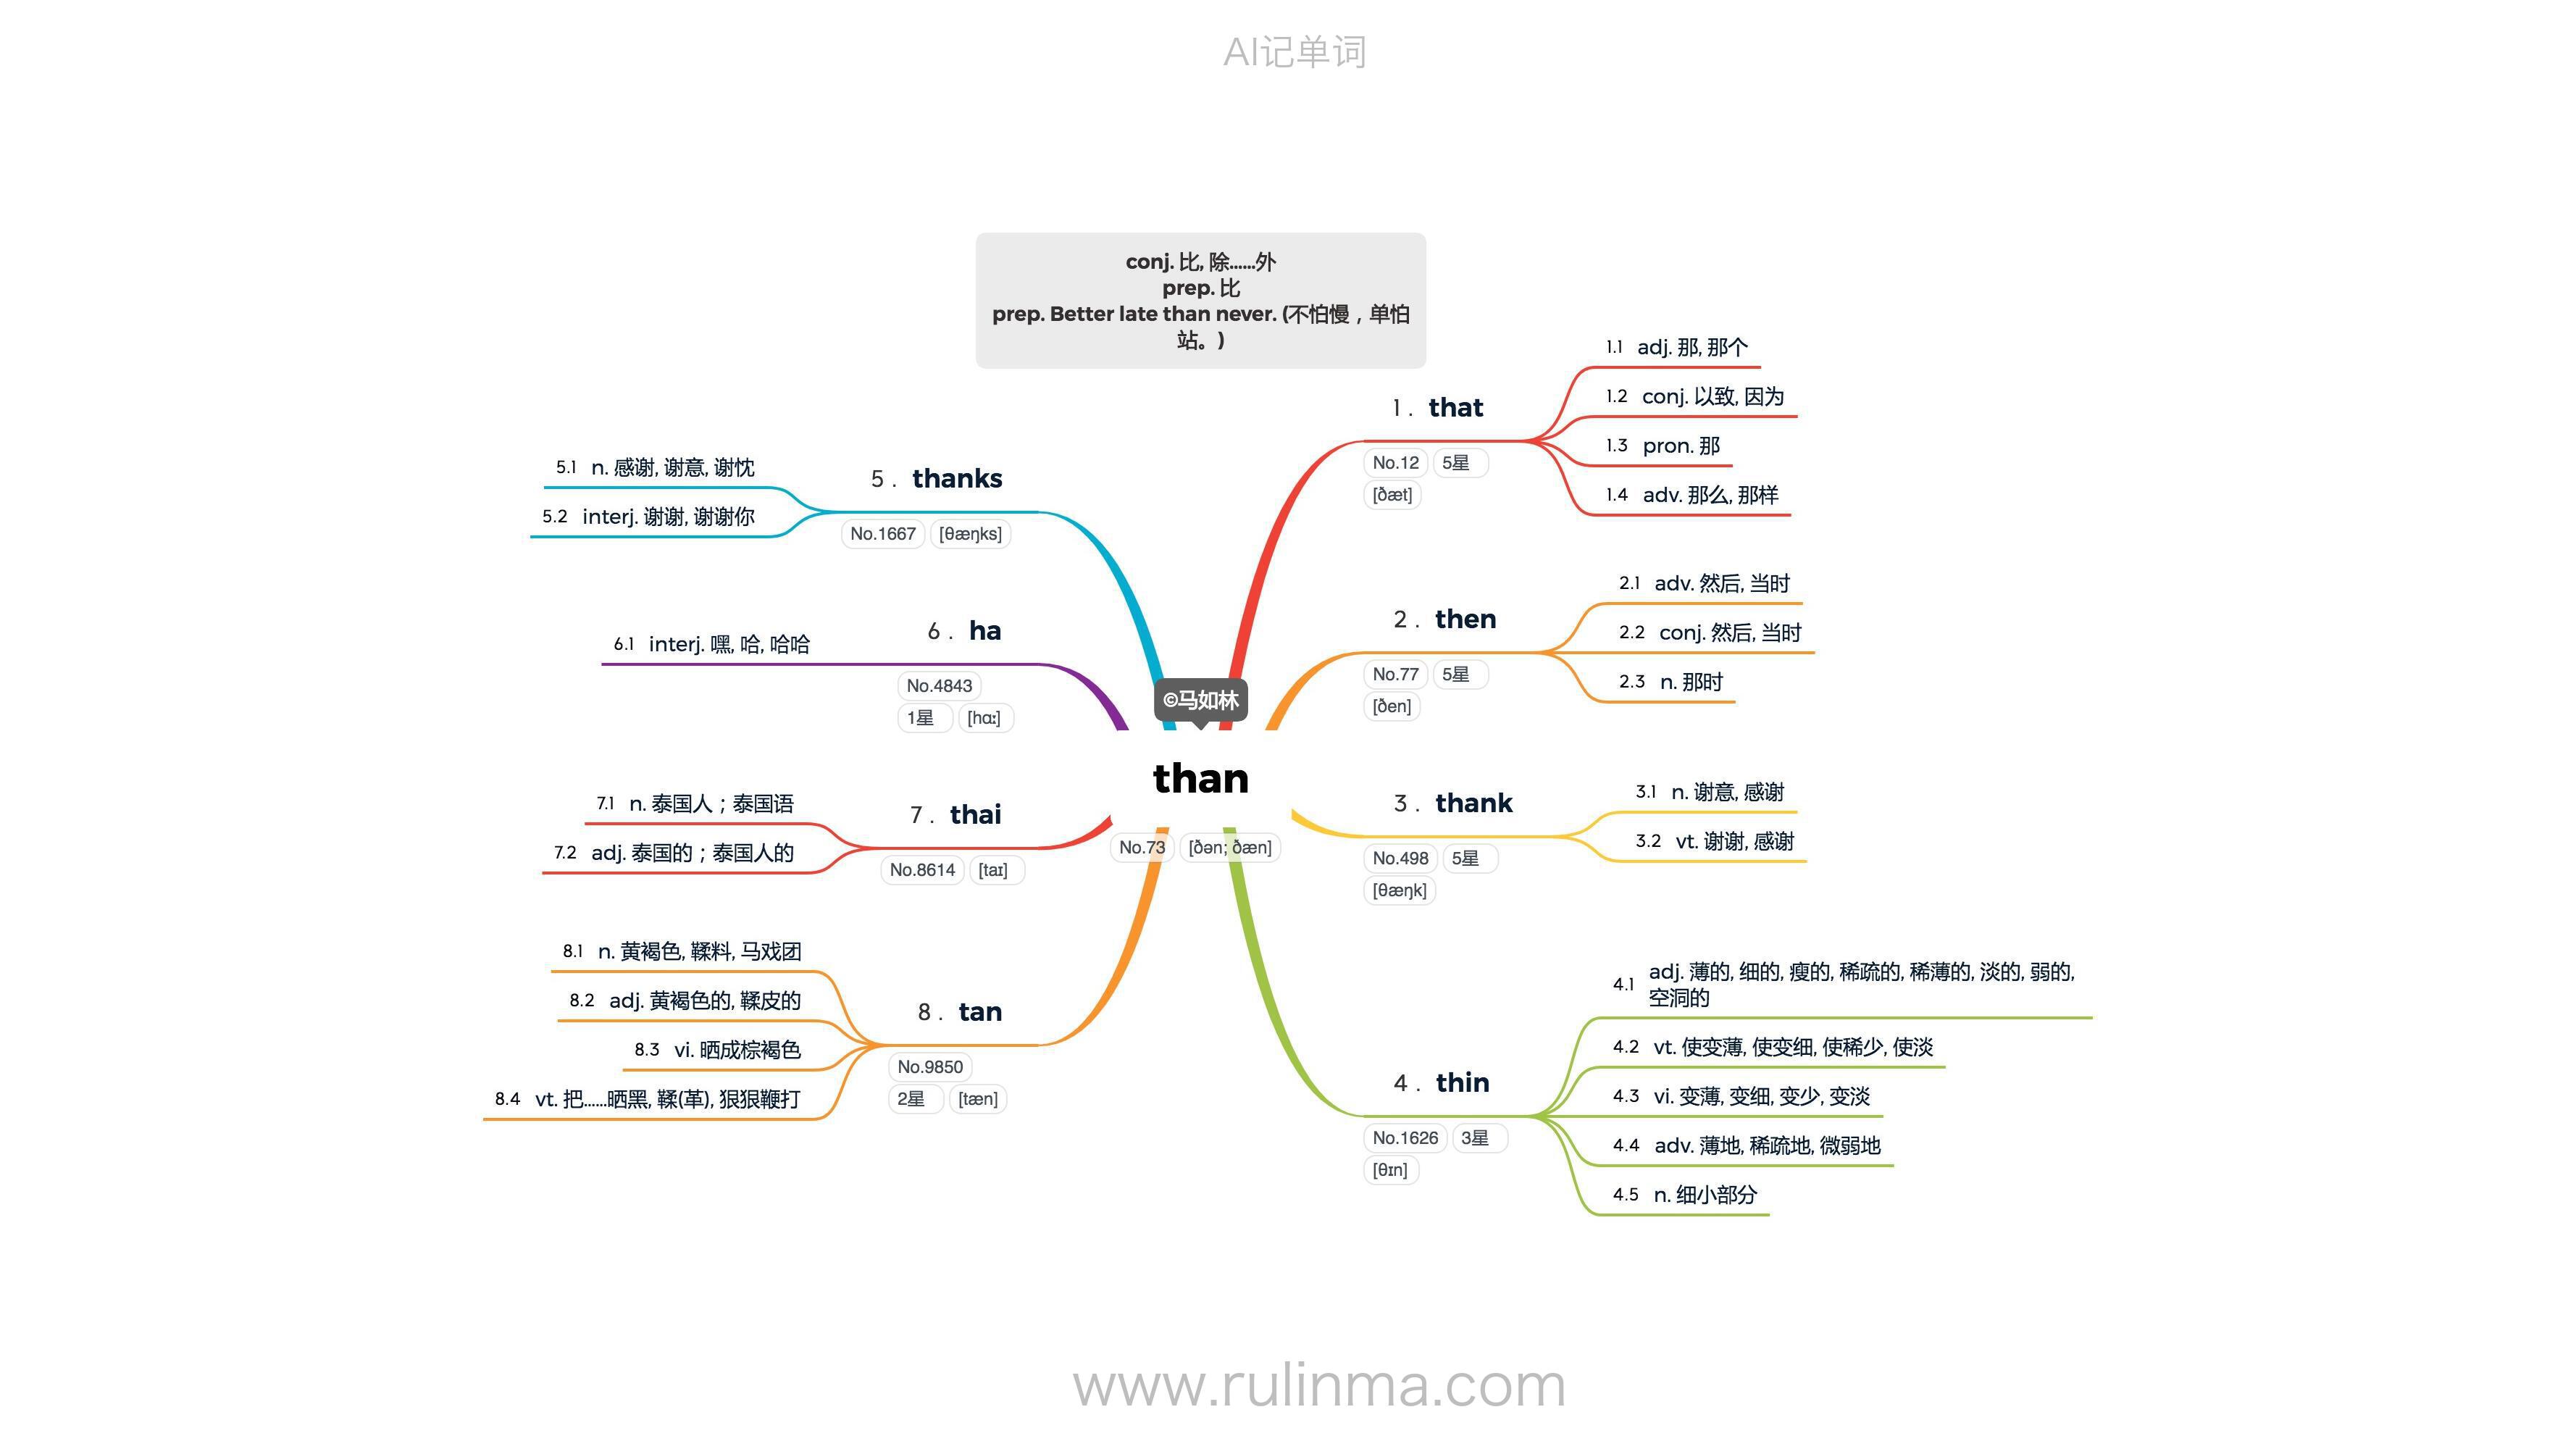 AI记单词
conj. 比, 除......外
prep. 比
prep. Better late than never. (不怕慢，单怕
站。)
©马如林
than
No.73 [ðən; ðæn]
1 . that
No.12 5星
[ðæt]
1.1 adj. 那, 那个
1.2 conj. 以致, 因为
1.3 pron. 那
1.4 adv. 那么, 那样
2 . then
No.77 5星
[ðen]
2.1 adv. 然后, 当时
2.2 conj. 然后, 当时
2.3 n. 那时
3 . thank
No.498 5星
[θæŋk]
3.1 n. 谢意, 感谢
3.2 vt. 谢谢, 感谢
4 . thin
No.1626 3星
[θɪn]
4.1 adj. 薄的, 细的, 瘦的, 稀疏的, 稀薄的, 淡的, 弱的,
空洞的
4.2 vt. 使变薄, 使变细, 使稀少, 使淡
4.3 vi. 变薄, 变细, 变少, 变淡
4.4 adv. 薄地, 稀疏地, 微弱地
4.5 n. 细小部分
5 . thanks
No.1667 [θæŋks]
5.1 n. 感谢, 谢意, 谢忱
5.2 interj. 谢谢, 谢谢你
6 . ha
No.4843
1星 [hɑː]
6.1 interj. 嘿, 哈, 哈哈
7 . thai
No.8614 [taɪ]
7.1 n. 泰国人；泰国语
7.2 adj. 泰国的；泰国人的
8 . tan
No.9850
2星 [tæn]
8.1 n. 黄褐色, 鞣料, 马戏团
8.2 adj. 黄褐色的, 鞣皮的
8.3 vi. 晒成棕褐色
8.4 vt. 把......晒黑, 鞣(革), 狠狠鞭打
www.rulinma.com